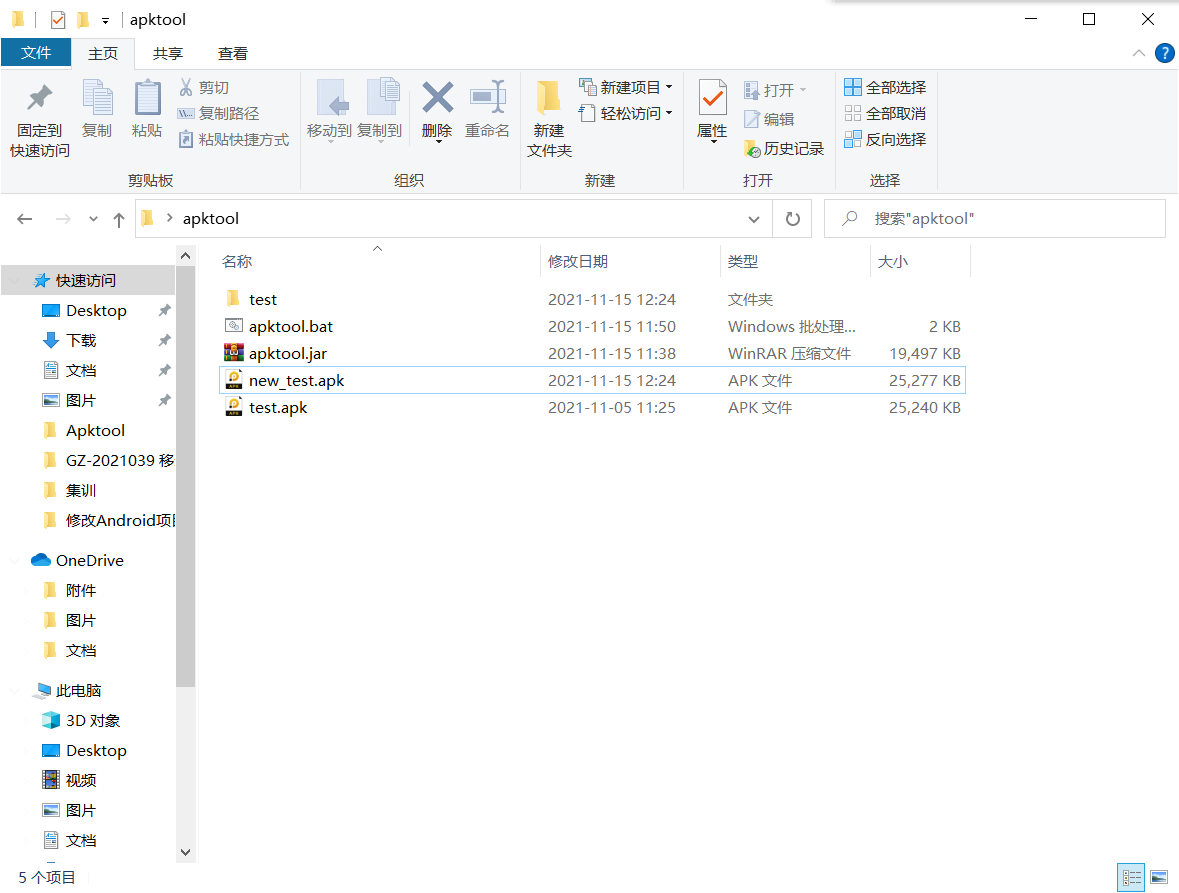 apktool
文件 主页 共享 查看
固定到
快速访问
复制
粘贴
剪切
复制路径
粘贴快捷方式
剪贴板
移动到
复制到
删除
重命名
组织
新建
文件夹
新建项目
轻松访问
新建
属性
打开
编辑
历史记录
打开
全部选择
全部取消
反向选择
选择
apktool
搜索"apktool"
快速访问
Desktop
下载
文档
图片
Apktool
GZ-2021039 移
集训
修改Android项
OneDrive
附件
图片
文档
此电脑
3D 对象
Desktop
视频
图片
文档
名称 修改日期 类型 大小
test 2021-11-15 12:24 文件夹
apktool.bat 2021-11-15 11:50 Windows 批处理... 2 KB
apktool.jar 2021-11-15 11:38 WinRAR 压缩文件 19,497 KB
new_test.apk 2021-11-15 12:24 APK 文件 25,277 KB
test.apk 2021-11-05 11:25 APK 文件 25,240 KB
5 个项目